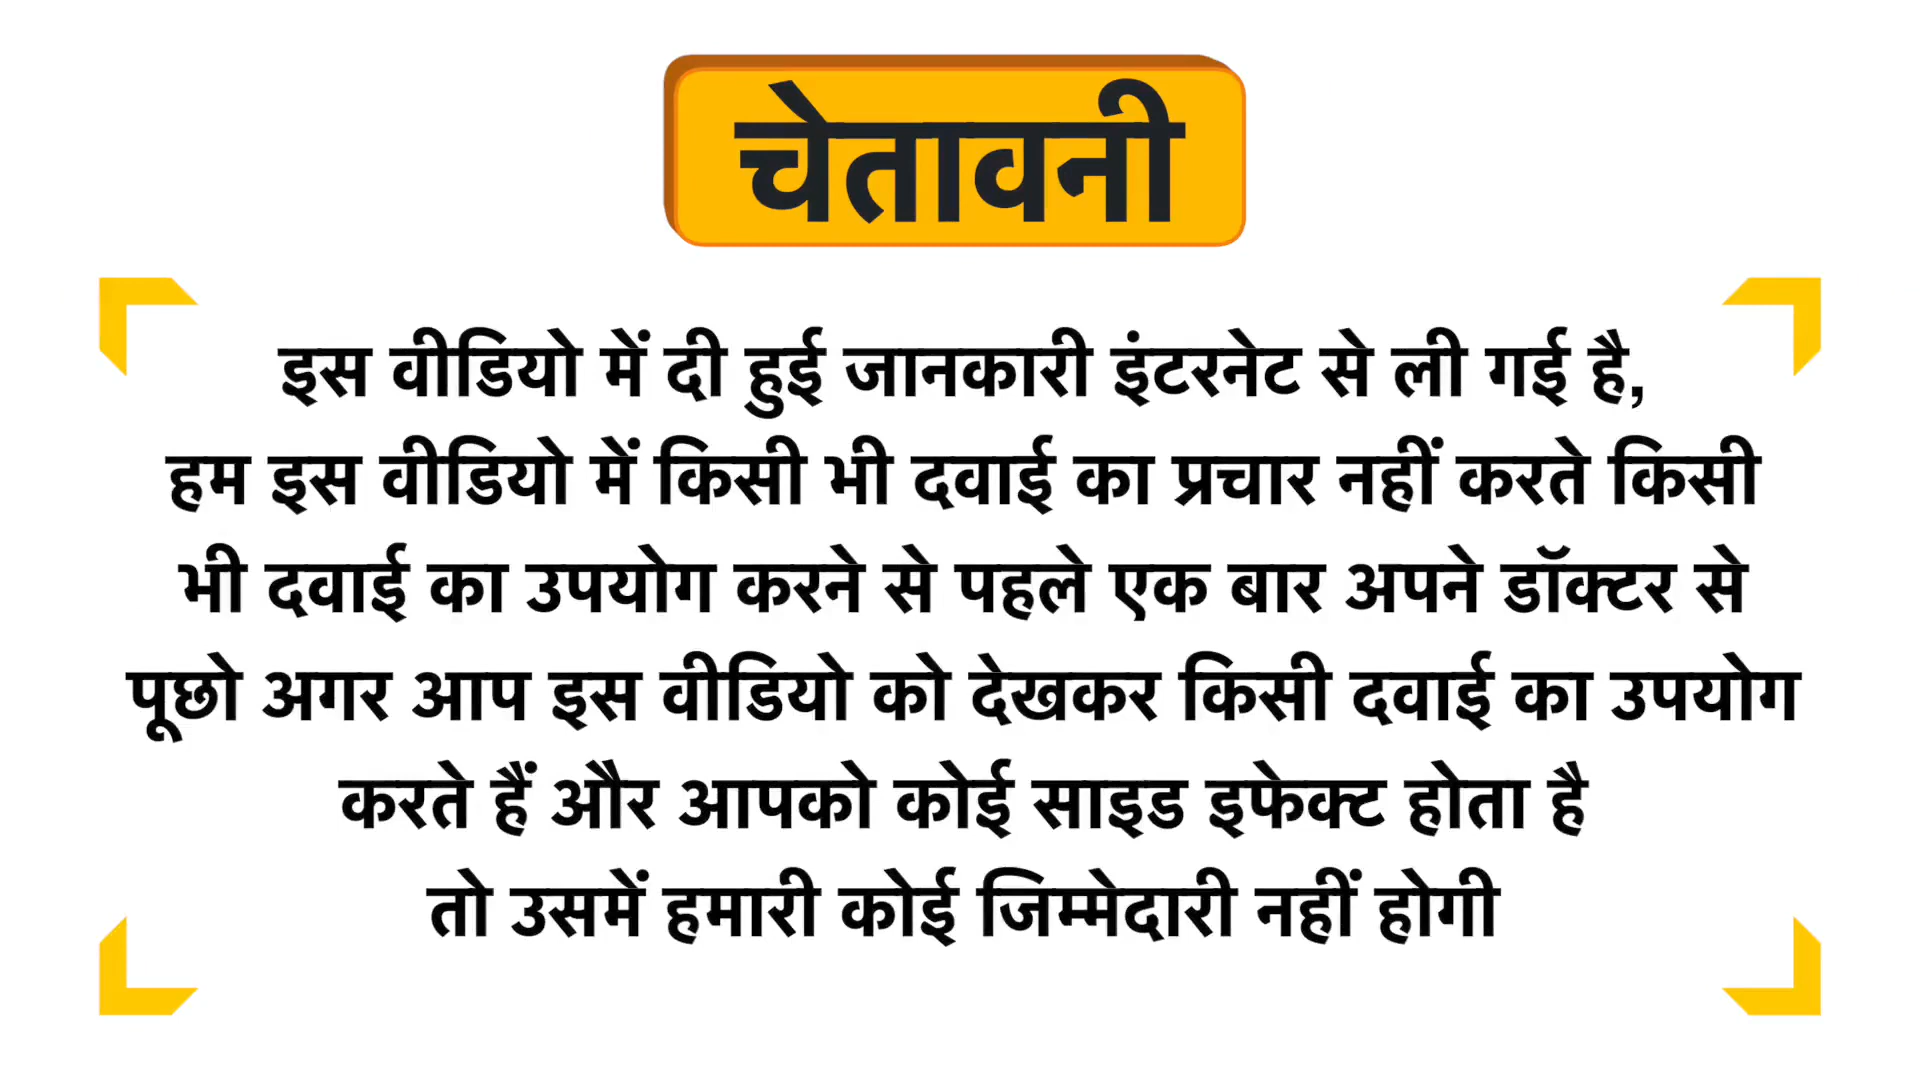 चेतावनी
इस वीडियो में दी हुई जानकारी इंटरनेट से ली गई है,
हम इस वीडियो में किसी भी दवाई का प्रचार नहीं करते किसी
भी दवाई का उपयोग करने से पहले एक बार अपने डॉक्टर से
पूछो अगर आप इस वीडियो को देखकर किसी दवाई का उपयोग
करते हैं और आपको कोई साइड इफेक्ट होता है
तो उसमें हमारी कोई जिम्मेदारी नहीं होगी